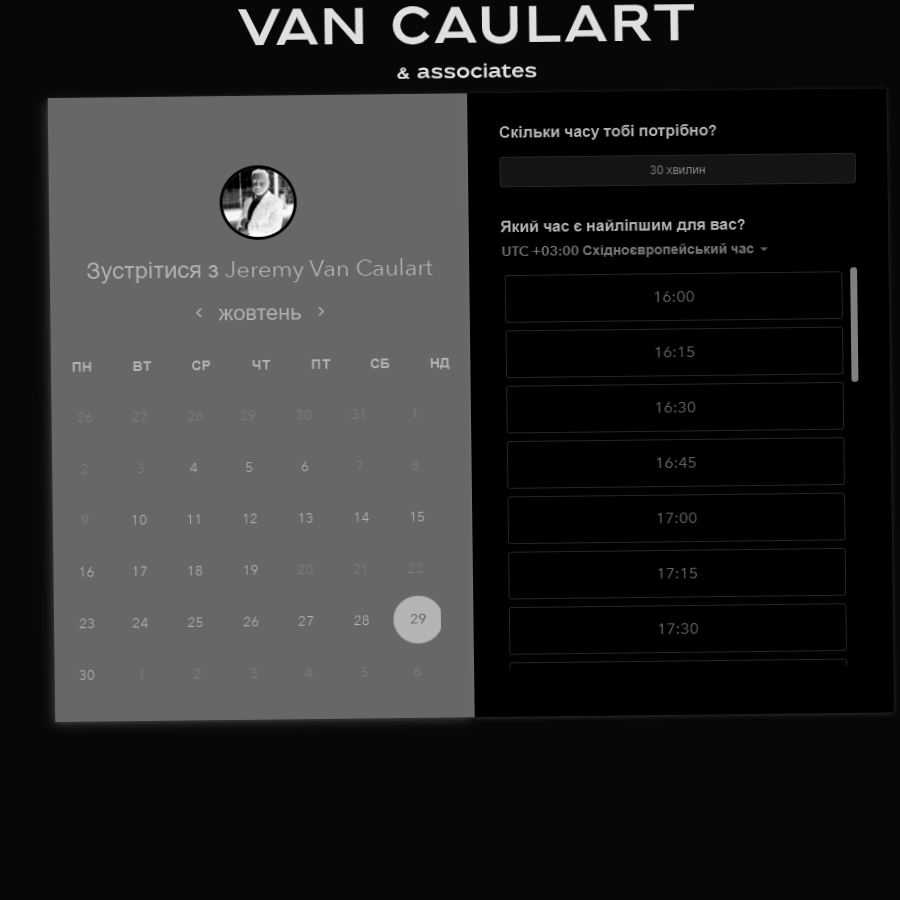 VAN CAULART
& associates
Зустрітися з Jeremy Van Caulart
жовтень
ПН ВТ СР ЧТ ПТ СБ НД
26 27 28 29 30 31 1
2 3 4 5 6 7 8
9 10 11 12 13 14 15
16 17 18 19 20 21 22
23 24 25 26 27 28 29
30 1 2 3 4 5 6
Скільки часу тобі потрібно?
30 хвилин
Який час є найліпшим для вас?
UTC +03:00 Східноєвропейський час
16:00
16:15
16:30
16:45
17:00
17:15
17:30